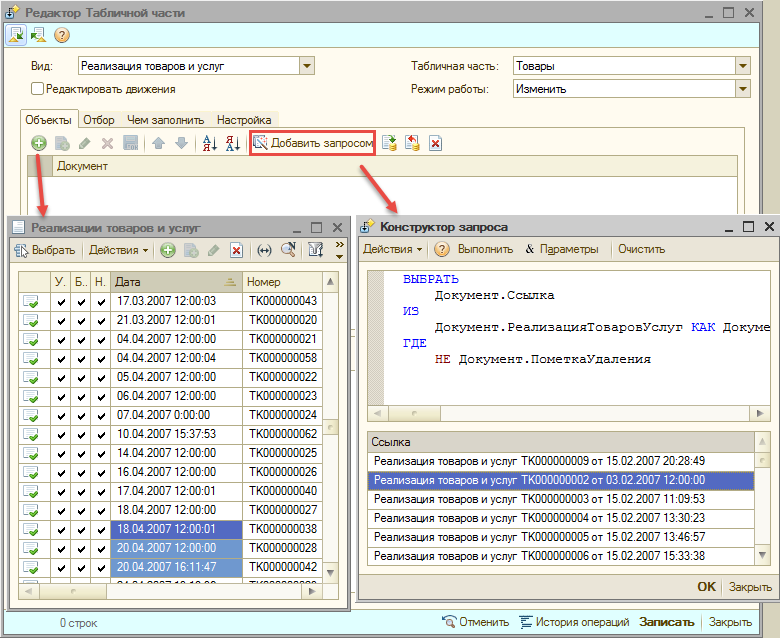 Редактор Табличной части
Вид: Реализация товаров и услуг Табличная часть: Товары
Редактировать движения Режим работы: Изменить
Объекты Отбор Чем заполнить Настройка
Добавить запросом
Документ
Реализации товаров и услуг
Выбрать Действия
У. Б.. Н. Дата Номер
17.03.2007 12:00:03 ТК000000043
21.03.2007 12:00:01 ТК000000020
04.04.2007 12:00:00 ТК000000021
04.04.2007 12:00:04 ТК000000058
05.04.2007 12:00:00 ТК000000022
06.04.2007 12:00:00 ТК000000023
07.04.2007 0:00:00 ТК000000024
10.04.2007 15:37:53 ТК000000062
14.04.2007 12:00:00 ТК000000025
16.04.2007 12:00:00 ТК000000026
17.04.2007 12:00:01 ТК000000040
18.04.2007 12:00:00 ТК000000027
18.04.2007 12:00:01 ТК000000038
20.04.2007 12:00:00 ТК000000028
20.04.2007 16:11:47 ТК000000042
Конструктор запроса
Действия Выполнить & Параметры Очистить
ВЫБРАТЬ
Документ.Ссылка
ИЗ
Документ.РеализацияТоваровУслуг КАК Докуме
ГДЕ
НЕ Документ.ПометкаУдаления
Ссылка
Реализация товаров и услуг ТК000000009 от 15.02.2007 20:28:49
Реализация товаров и услуг ТК000000002 от 03.02.2007 12:00:00
Реализация товаров и услуг ТК000000003 от 15.02.2007 11:09:53
Реализация товаров и услуг ТК000000004 от 15.02.2007 13:30:23
Реализация товаров и услуг ТК000000005 от 15.02.2007 13:46:57
Реализация товаров и услуг ТК000000006 от 15.02.2007 15:33:38
OK Закрыть
0 строк Отменить История операций Записать Закрыть